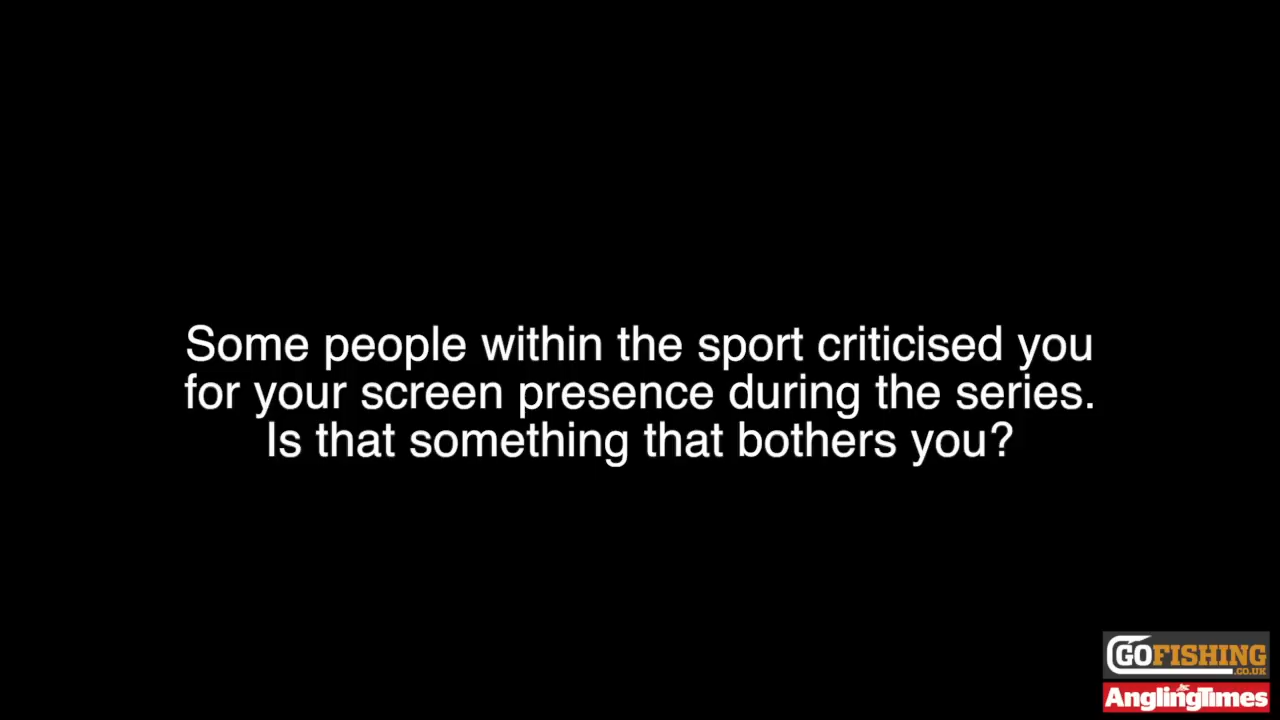 Some people within the sport criticised you
for your screen presence during the series.
Is that something that bothers you?
GOFISHING
.CO.UK
AnglingTimes